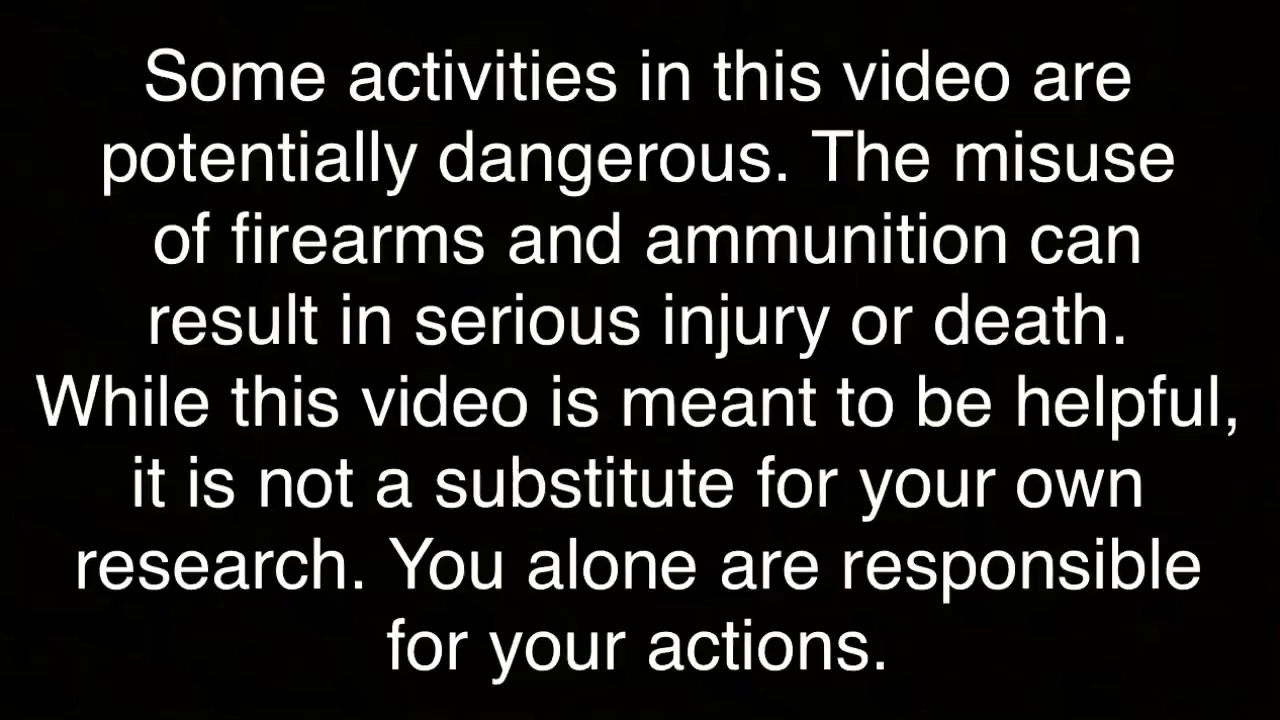 Some activities in this video are
potentially dangerous. The misuse
of firearms and ammunition can
result in serious injury or death.
While this video is meant to be helpful,
it is not a substitute for your own
research. You alone are responsible
for your actions.